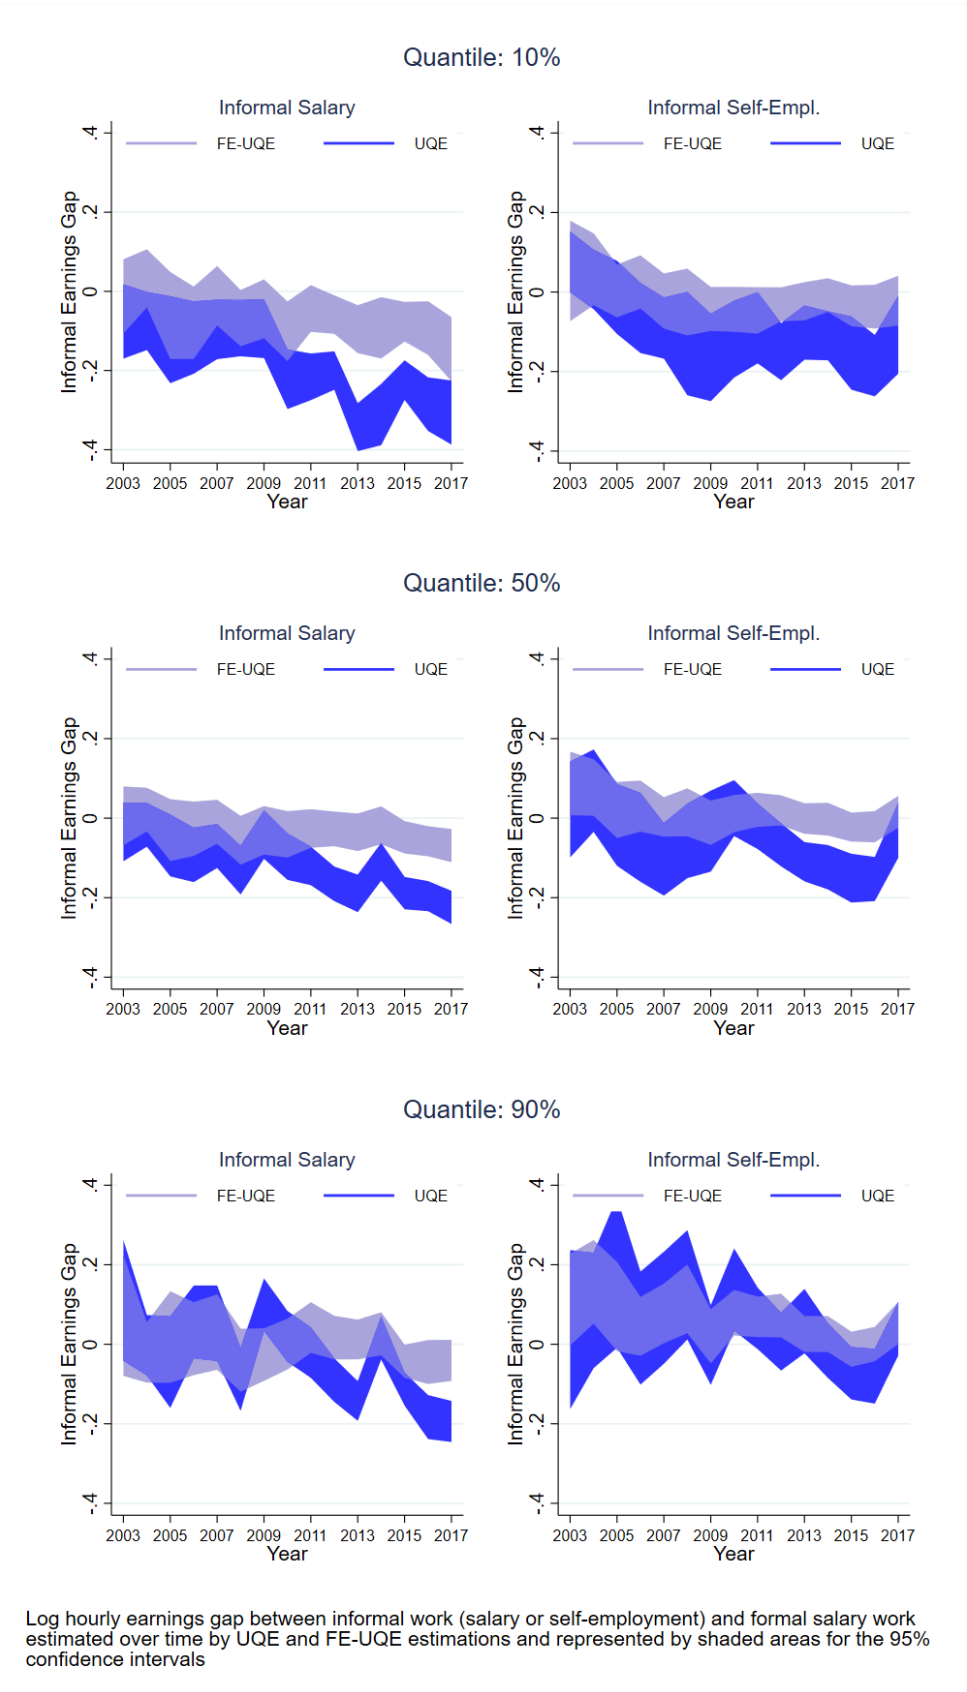 Quantile: 10%
Informal Salary
Informal Self-Empl.
FE-UQE
UQE
FE-UQE
UQE
Informal Earnings Gap
.4
.2
0
-.2
-.4
2003 2005 2007 2009 2011 2013 2015 2017
Year
Informal Earnings Gap
.4
.2
0
-.2
-.4
2003 2005 2007 2009 2011 2013 2015 2017
Year
Quantile: 50%
Informal Salary
Informal Self-Empl.
FE-UQE
UQE
FE-UQE
UQE
Informal Earnings Gap
.4
.2
0
-.2
-.4
2003 2005 2007 2009 2011 2013 2015 2017
Year
Informal Earnings Gap
.4
.2
0
-.2
-.4
2003 2005 2007 2009 2011 2013 2015 2017
Year
Quantile: 90%
Informal Salary
Informal Self-Empl.
FE-UQE
UQE
FE-UQE
UQE
Informal Earnings Gap
.4
.2
0
-.2
-.4
2003 2005 2007 2009 2011 2013 2015 2017
Year
Informal Earnings Gap
.4
.2
0
-.2
-.4
2003 2005 2007 2009 2011 2013 2015 2017
Year
Log hourly earnings gap between informal work (salary or self-employment) and formal salary work
estimated over time by UQE and FE-UQE estimations and represented by shaded areas for the 95%
confidence intervals